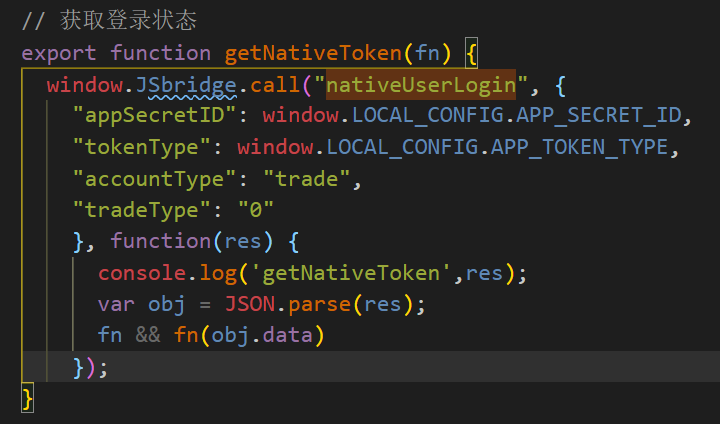 // 获取登录状态
export function getNativeToken(fn) {
window.JSbridge.call("nativeUserLogin", {
"appSecretID": window.LOCAL_CONFIG.APP_SECRET_ID,
"tokenType": window.LOCAL_CONFIG.APP_TOKEN_TYPE,
"accountType": "trade",
"tradeType": "0"
}, function(res) {
console.log('getNativeToken',res);
var obj = JSON.parse(res);
fn && fn(obj.data)
});
}